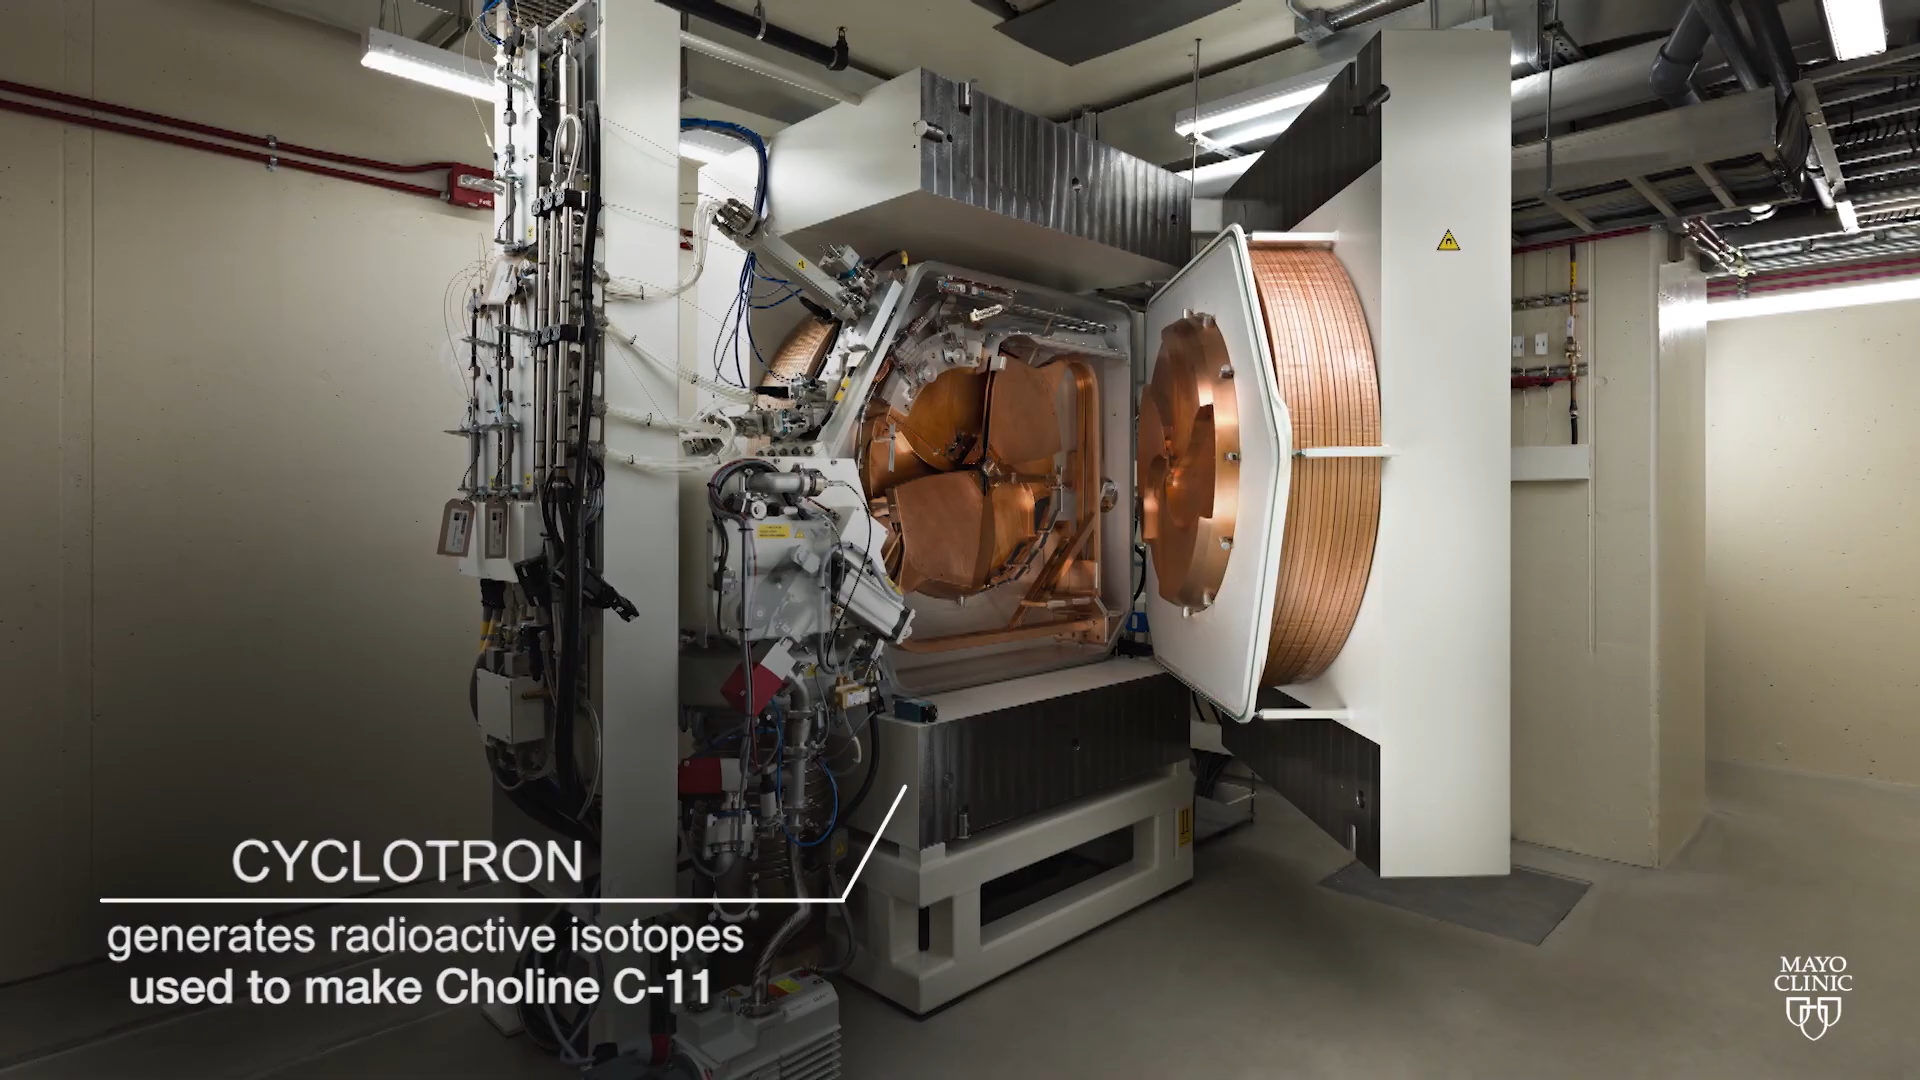 CYCLOTRON
generates radioactive isotopes
used to make Choline C-11
MAYO
CLINIC